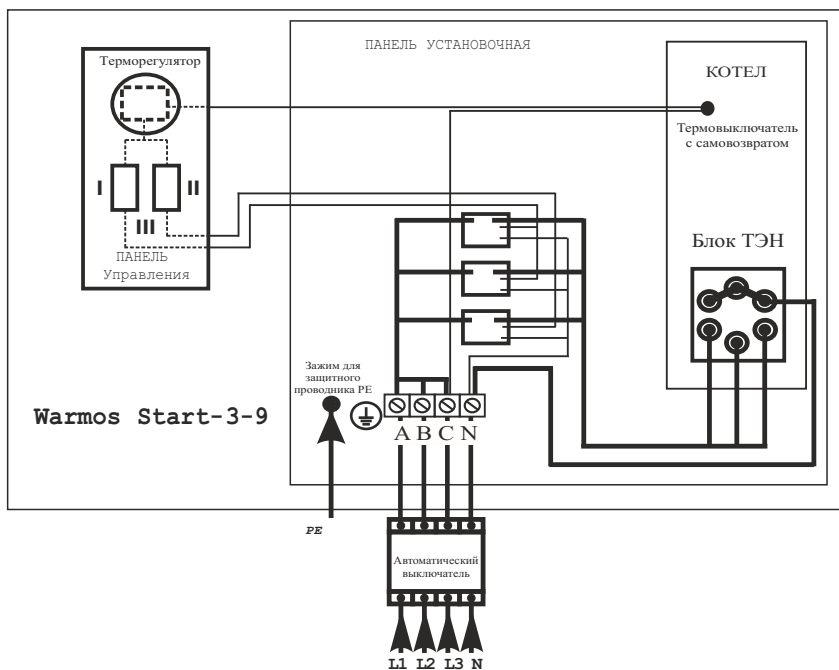 ПАНЕЛЬ УСТАНОВОЧНАЯ
Терморегулятор
КОТЕЛ
Термовыключатель
с самовозвратом
I
II
III
ПАНЕЛЬ
Управления
Блок ТЭН
Зажим для
защитного
проводника PE
Warmos Start-3-9
A B C N
PE
Автоматический
выключатель
L1 L2 L3 N